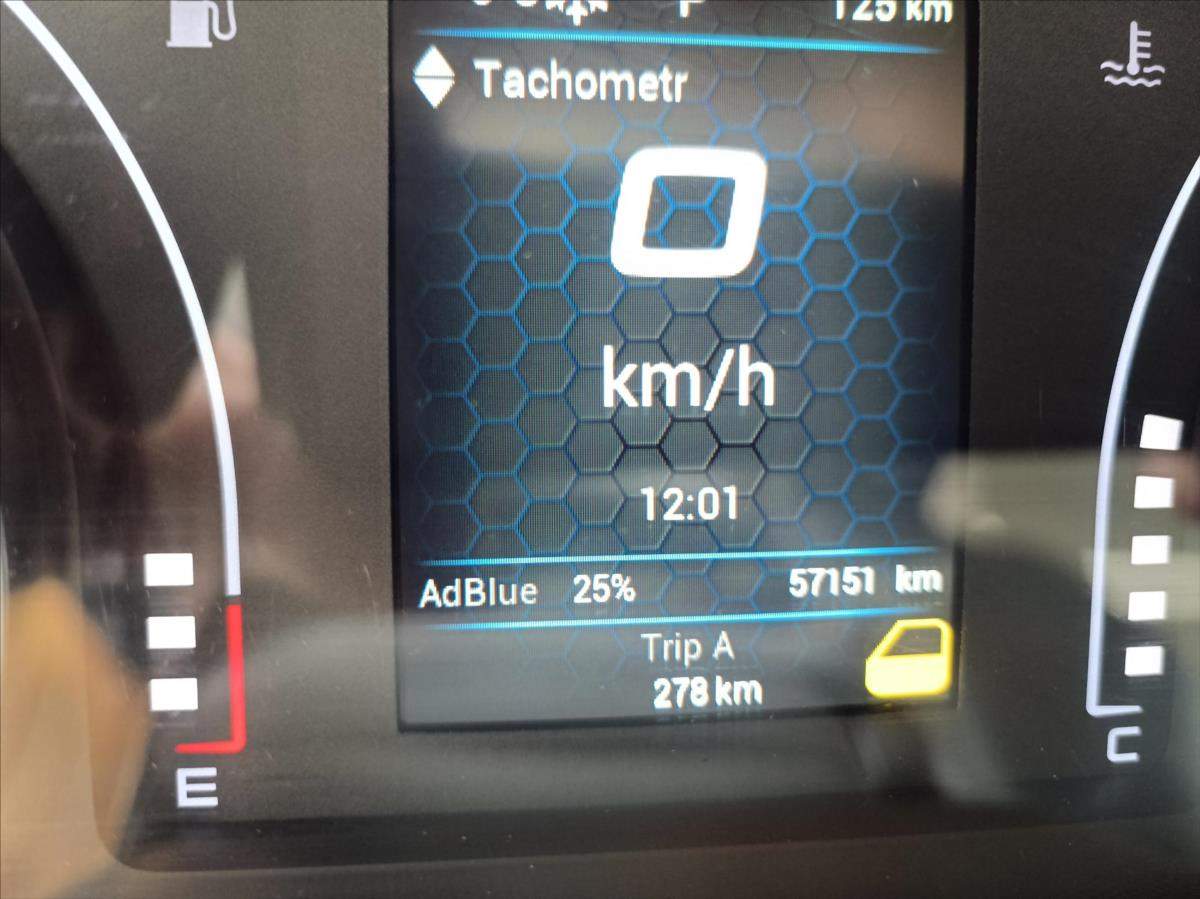 P 125 km
Tachometr
0
km/h
12:01
AdBlue 25% 57151 km
Trip A
278 km
E
C